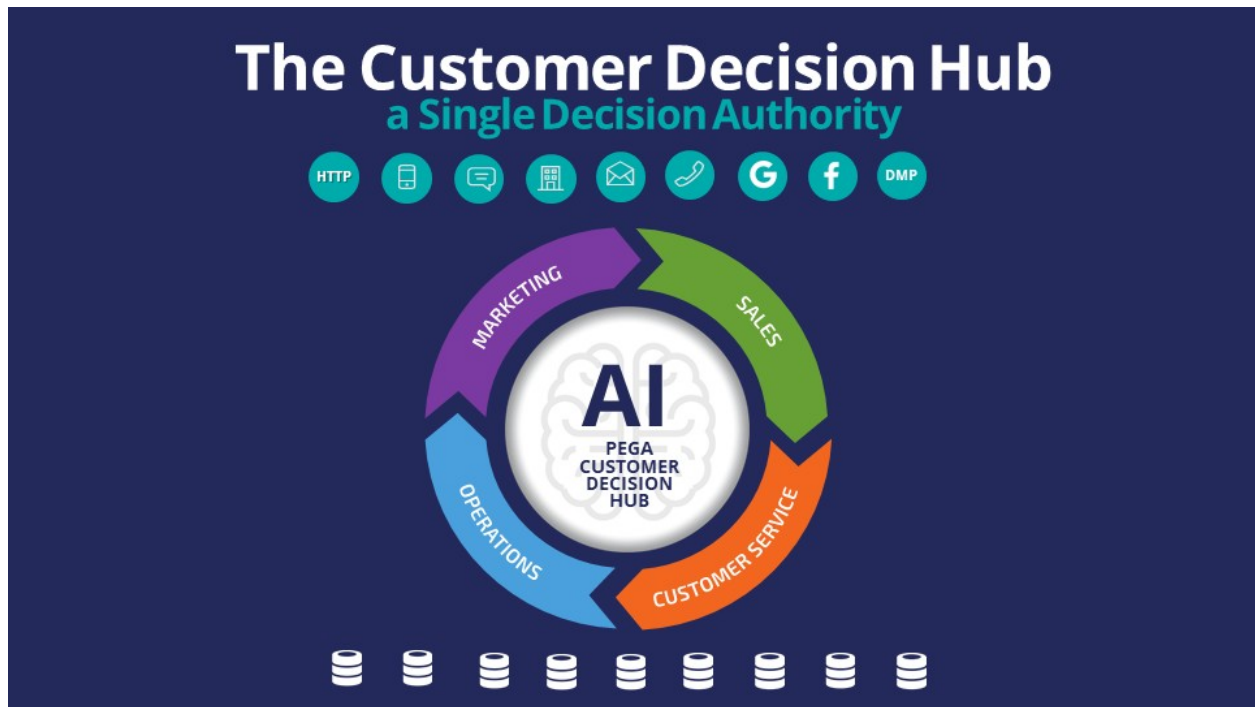 The Customer Decision Hub
a Single Decision Authority
HTTP
G
f
DMP
MARKETING
SALES
AI
PEGA
CUSTOMER
DECISION
HUB
OPERATIONS
CUSTOMER SERVICE